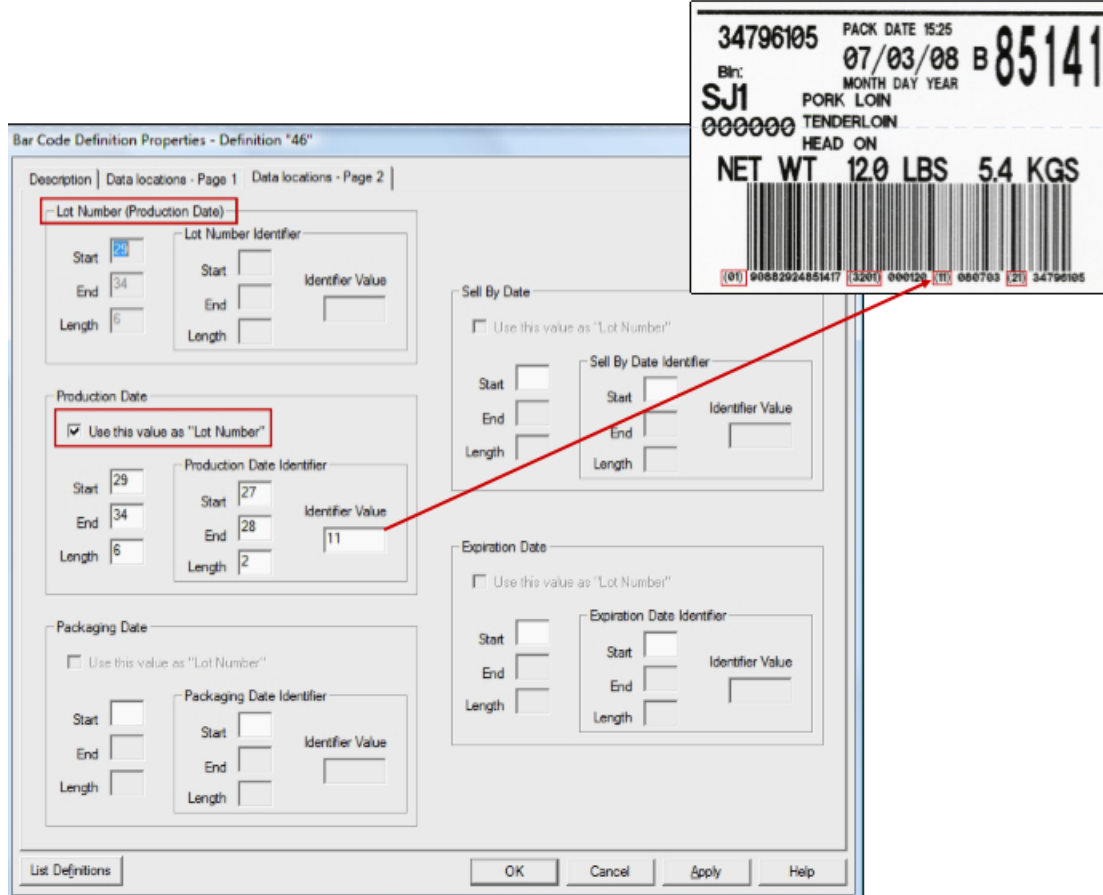 34796105
PACK DATE 15:25
07/03/08 B 85141
MONTH DAY YEAR
Bin:
SJ1
000000
PORK LOIN
TENDERLOIN
HEAD ON
NET WT 12.0 LBS 5.4 KGS
(01) 90882924851417 (3201) 000120 (11) 080703 (21) 34796105
Bar Code Definition Properties - Definition "46"
Description
Data locations - Page 1
Data locations - Page 2
Lot Number (Production Date)
Start 29
End 34
Length 6
Lot Number Identifier
Start
End
Length
Identifier Value
Production Date
Use this value as "Lot Number"
Start 29
End 34
Length 6
Production Date Identifier
Start 27
End 28
Length 2
Identifier Value
11
Packaging Date
Use this value as "Lot Number"
Start
End
Length
Packaging Date Identifier
Start
End
Length
Identifier Value
Sell By Date
Use this value as "Lot Number"
Start
End
Length
Sell By Date Identifier
Start
End
Length
Identifier Value
Expiration Date
Use this value as "Lot Number"
Start
End
Length
Expiration Date Identifier
Start
End
Length
Identifier Value
List Definitions
OK
Cancel
Apply
Help